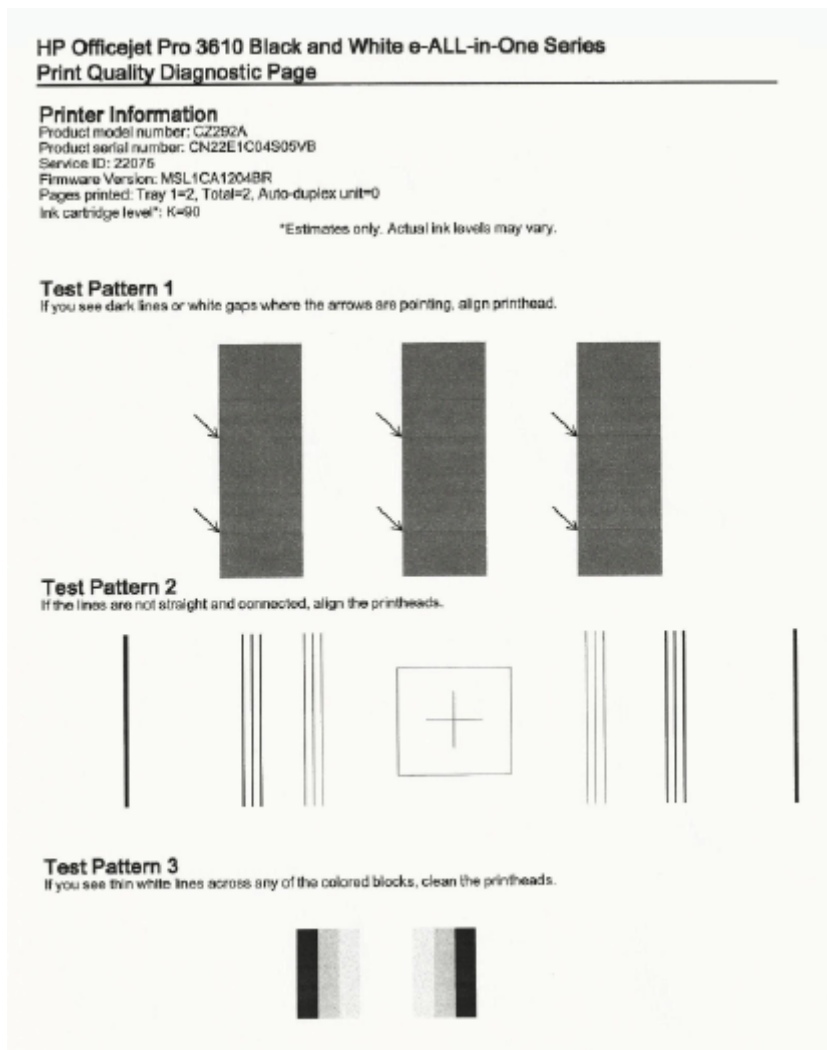 HP Officejet Pro 3610 Black and White e-ALL-in-One Series
Print Quality Diagnostic Page
Printer Information
Product model number: CZ292A
Product serial number: CN22E1C04S05VB
Service ID: 22075
Firmware Version: MSL1CA1204BR
Pages printed: Tray 1=2, Total=2, Auto-duplex unit=0
Ink cartridge level*: K=90
*Estimates only. Actual ink levels may vary.
Test Pattern 1
If you see dark lines or white gaps where the arrows are pointing, align printhead.
Test Pattern 2
If the lines are not straight and connected, align the printheads.
Test Pattern 3
If you see thin white lines across any of the colored blocks, clean the printheads.